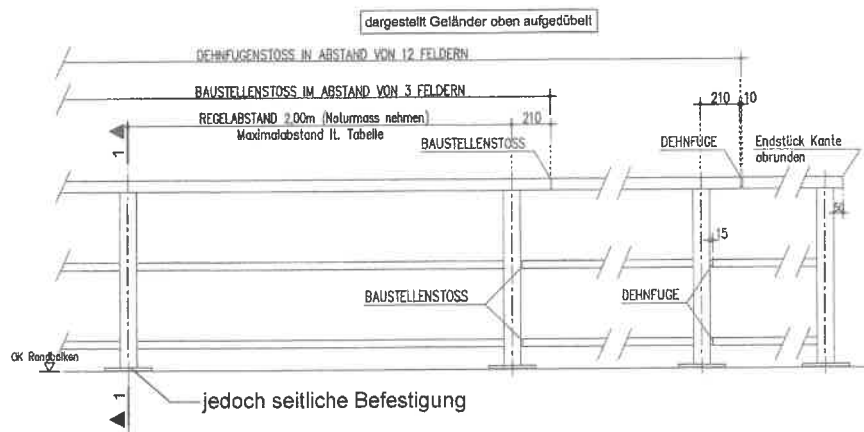 dargestellt Geländer oben aufgedübelt
DEHNFUGENSTOSS IN ABSTAND VON 12 FELDERN
BAUSTELLENSTOSS IM ABSTAND VON 3 FELDERN
210 10
REGELABSTAND 2,00m (Naturmass nehmen)
210
Maximalabstand lt. Tabelle
1
BAUSTELLENSTOSS
DEHNFUGE
Endstück Kante
abrunden
50
15
BAUSTELLENSTOSS
DEHNFUGE
OK Randbalken
jedoch seitliche Befestigung
1